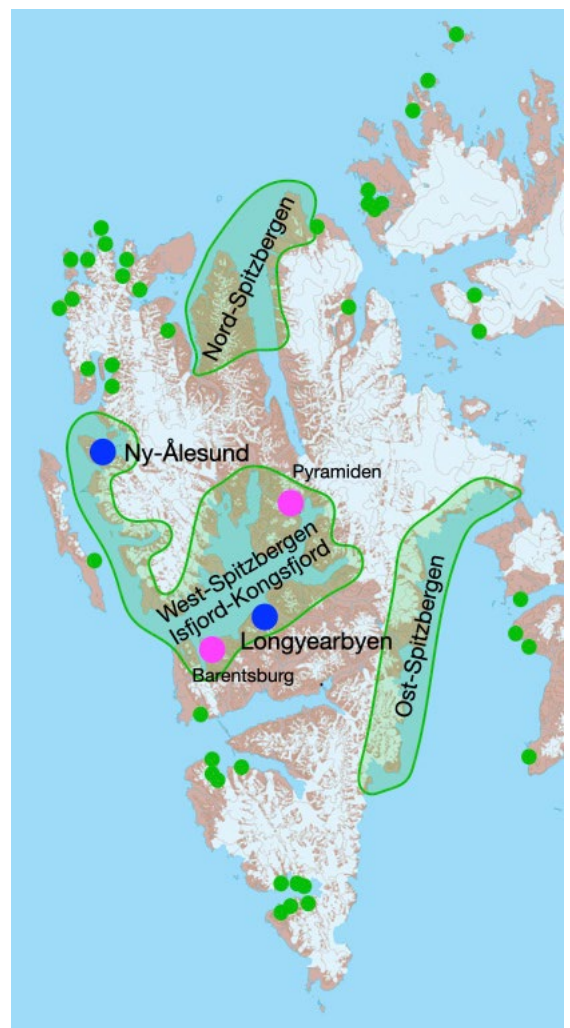 Nord-Spitzbergen
Ny-Ålesund
Pyramiden
West-Spitzbergen
Isfjord-Kongsfjord
Longyearbyen
Barentsburg
Ost-Spitzbergen